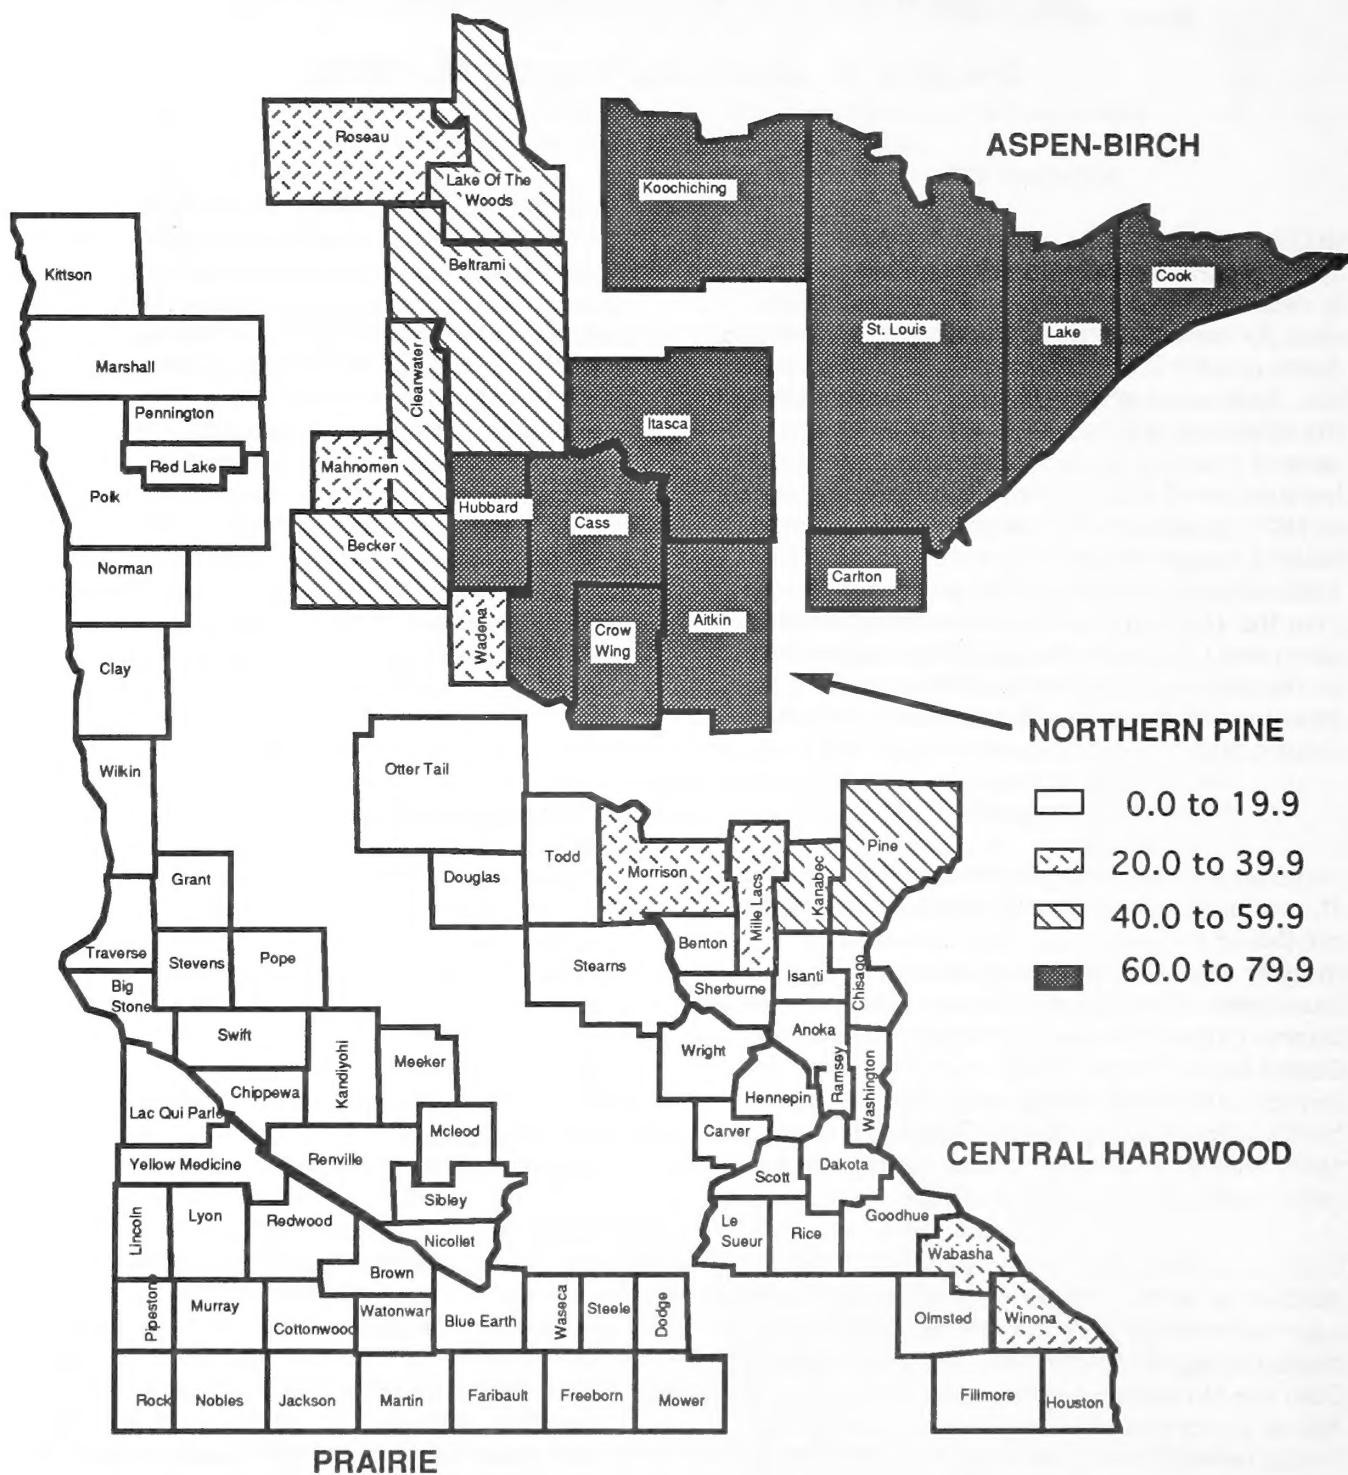 ASPEN-BIRCH
Roseau
Lake Of The
Woods
Koochiching
Kittson
Beltrami
Cook
St. Louis
Lake
Marshall
Clearwater
Pennington
Itasca
Red Lake
Mahnomen
Polk
Hubbard
Cass
Becker
Norman
Carlton
Wadena
Crow
Wing
Aitkin
Clay
NORTHERN PINE
Wilkin
Otter Tail
0.0 to 19.9
20.0 to 39.9
40.0 to 59.9
60.0 to 79.9
Pine
Todd
Morrison
Mille Lacs
Kanabec
Grant
Douglas
Benton
Traverse
Stevens
Pope
Stearns
Isanti
Chisago
Big
Stone
Sherburne
Swift
Anoka
Kandiyohi
Meeker
Wright
Ramsey
Washington
Chippewa
Hennepin
Lac Qui Parle
Mcleod
Carver
CENTRAL HARDWOOD
Yellow Medicine
Renville
Dakota
Scott
Sibley
Lincoln
Lyon
Redwood
Le
Sueur
Rice
Goodhue
Nicollet
Wabasha
Brown
Pipestone
Murray
Cottonwood
Watonwan
Blue Earth
Waseca
Steele
Dodge
Olmsted
Winona
Rock
Nobles
Jackson
Martin
Faribault
Freeborn
Mower
Fillmore
Houston
PRAIRIE